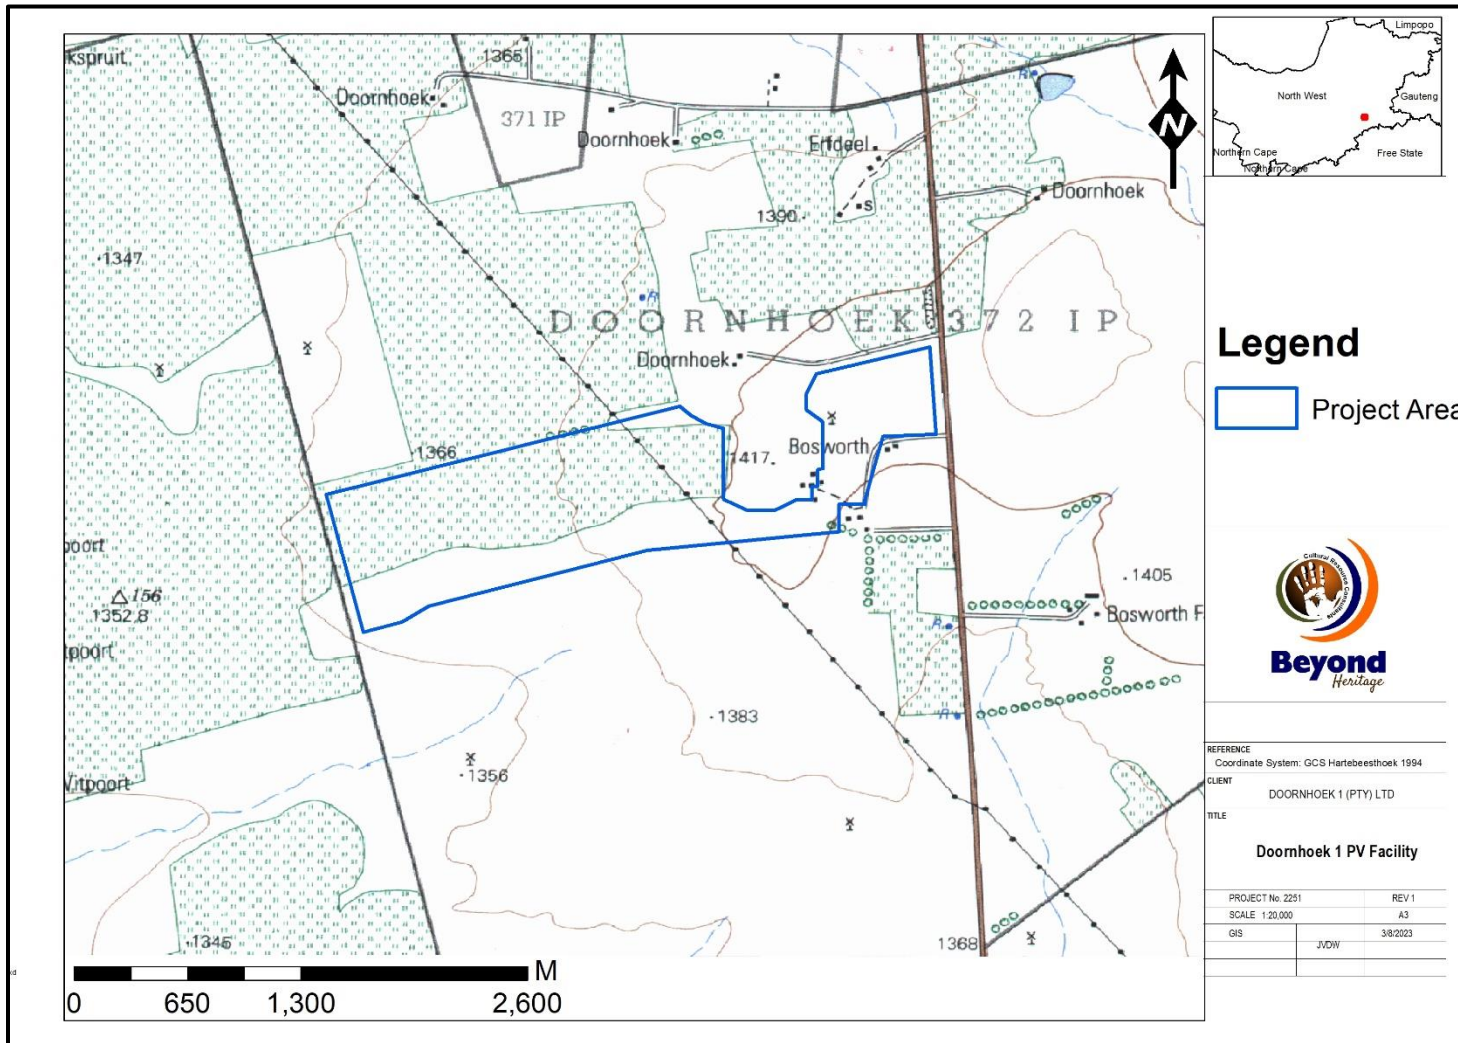 kspruit
1365
Doornhoek
371 IP
Doornhoek
Erfdeel
R
N
Limpopo
North West
Gauteng
Northern Cape
Free State
Northern Cape
Doornhoek
S
1390
1347
R
DOORNHOEK 372 IP
Doornhoek
Legend
Project Area
1366
1417
Bosworth
poort
156
1352.8
tpoort
1405
Bosworth F
R
R
1383
1356
Witpoort
1345
1368
Cultural Resource Consultants
Beyond
Heritage
REFERENCE
Coordinate System: GCS Hartebeesthoek 1994
CLIENT
DOORNHOEK 1 (PTY) LTD
TITLE
Doornhoek 1 PV Facility
PROJECT No. 2251
REV 1
SCALE 1:20,000
A3
GIS
3/8/2023
JVDW
M
0
650
1,300
2,600